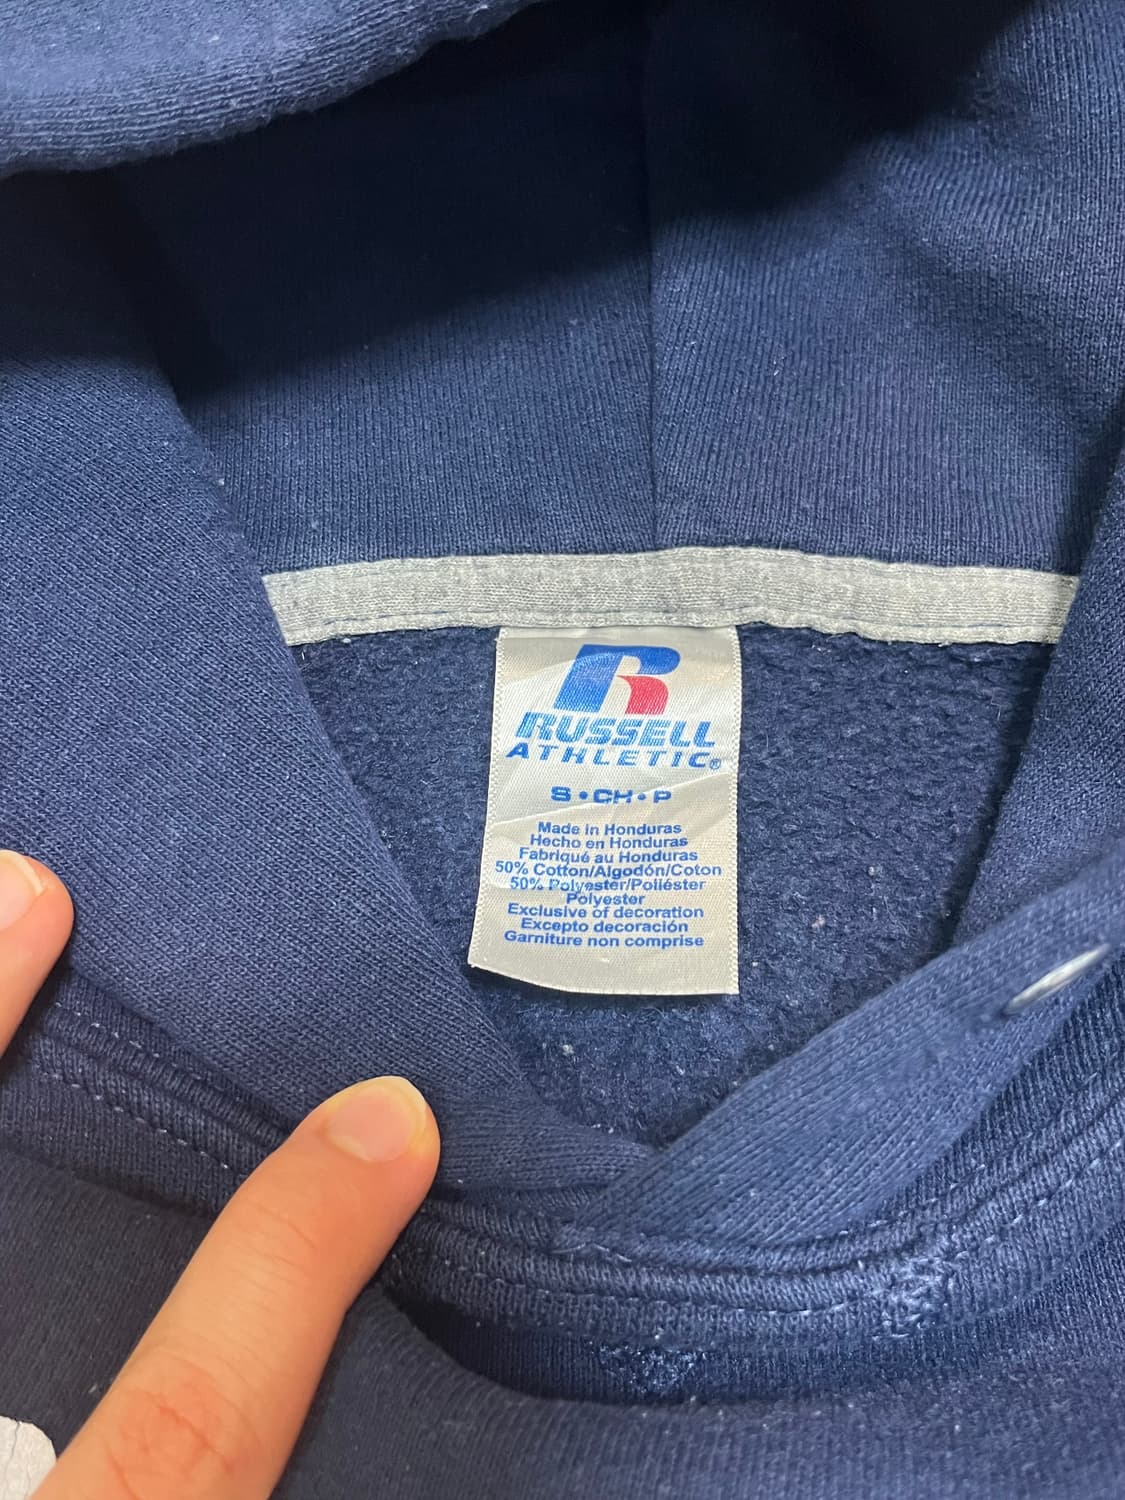 R
RUSSELL
ATHLETIC®
S•CH•P
Made in Honduras
Hecho en Honduras
Fabriqué au Honduras
50% Cotton/Algodón/Coton
50% Polyester/Poliéster
Polyester
Exclusive of decoration
Excepto decoración
Garniture non comprise